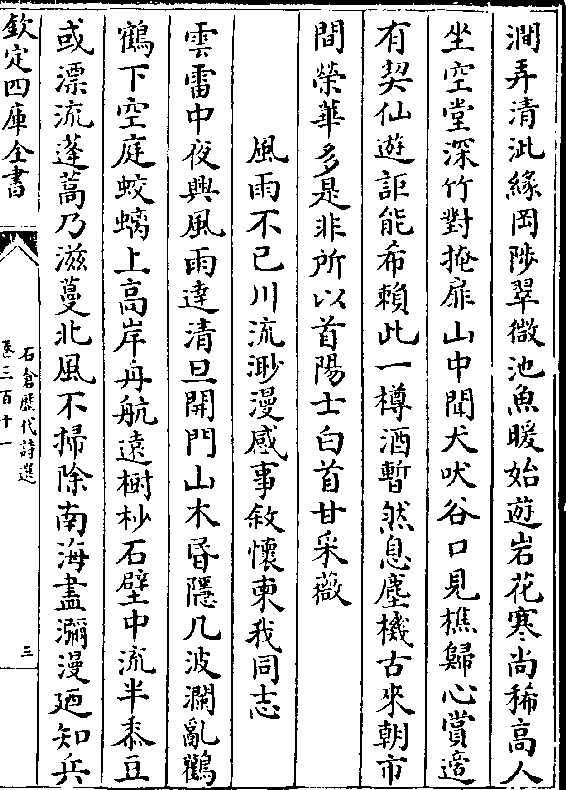 澗弄清泚緣岡陟翠微池魚暖始遊岩花寒尚稀高人
坐空堂深竹對掩扉山中聞犬吠谷口見樵歸心賞適
有契仙遊詎能希賴此一樽酒暫然息塵機古來朝市
間榮華多是非所以首陽士白首甘采薇
風雨不已川流渺漫感事敘懷柬我同志
雲雷中夜興風雨達清旦開門山木昏隱几波瀾亂鸛
鶴下空庭蛟螭上高岸舟航遠樹杪石壁中流半黍豆
或漂流蓬蒿乃滋蔓北風不掃除南海盡瀰漫廼知兵
欽定四庫全書
石倉歷代詩選
卷三百十一
三